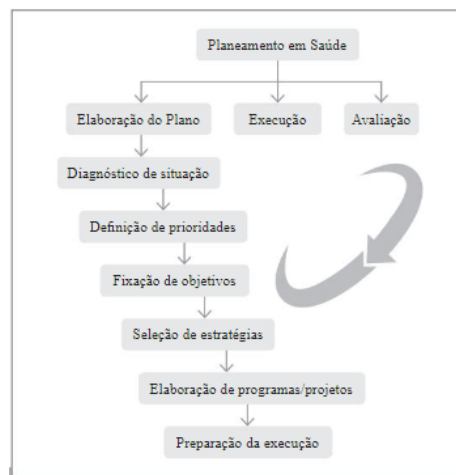 Planeamento em Saúde
Elaboração do Plano
Execução
Avaliação
Diagnóstico de situação
Definição de prioridades
Fixação de objetivos
Seleção de estratégias
Elaboração de programas/projetos
Preparação da execução